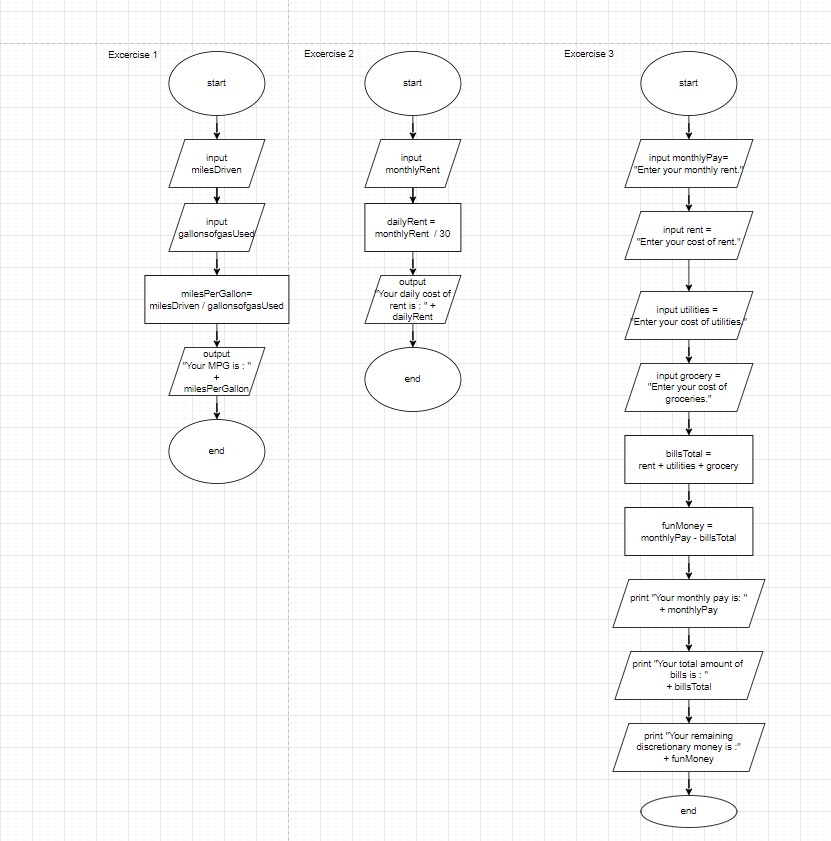 Excercise 1
start
input
milesDriven
input
gallonsofgasUsed
milesPerGallon=
milesDriven / gallonsofgasUsed
output
"Your MPG is : "
+
milesPerGallon
end
Excercise 2
start
input
monthlyRent
dailyRent =
monthlyRent / 30
output
"Your daily cost of
rent is : " +
dailyRent
end
Excercise 3
start
input monthlyPay=
"Enter your monthly rent."
input rent =
"Enter your cost of rent."
input utilities =
"Enter your cost of utilities."
input grocery =
"Enter your cost of
groceries."
billsTotal =
rent + utilities + grocery
funMoney =
monthlyPay - billsTotal
print "Your monthly pay is: "
+ monthlyPay
print "Your total amount of
bills is : "
+ billsTotal
print "Your remaining
discretionary money is :"
+ funMoney
end